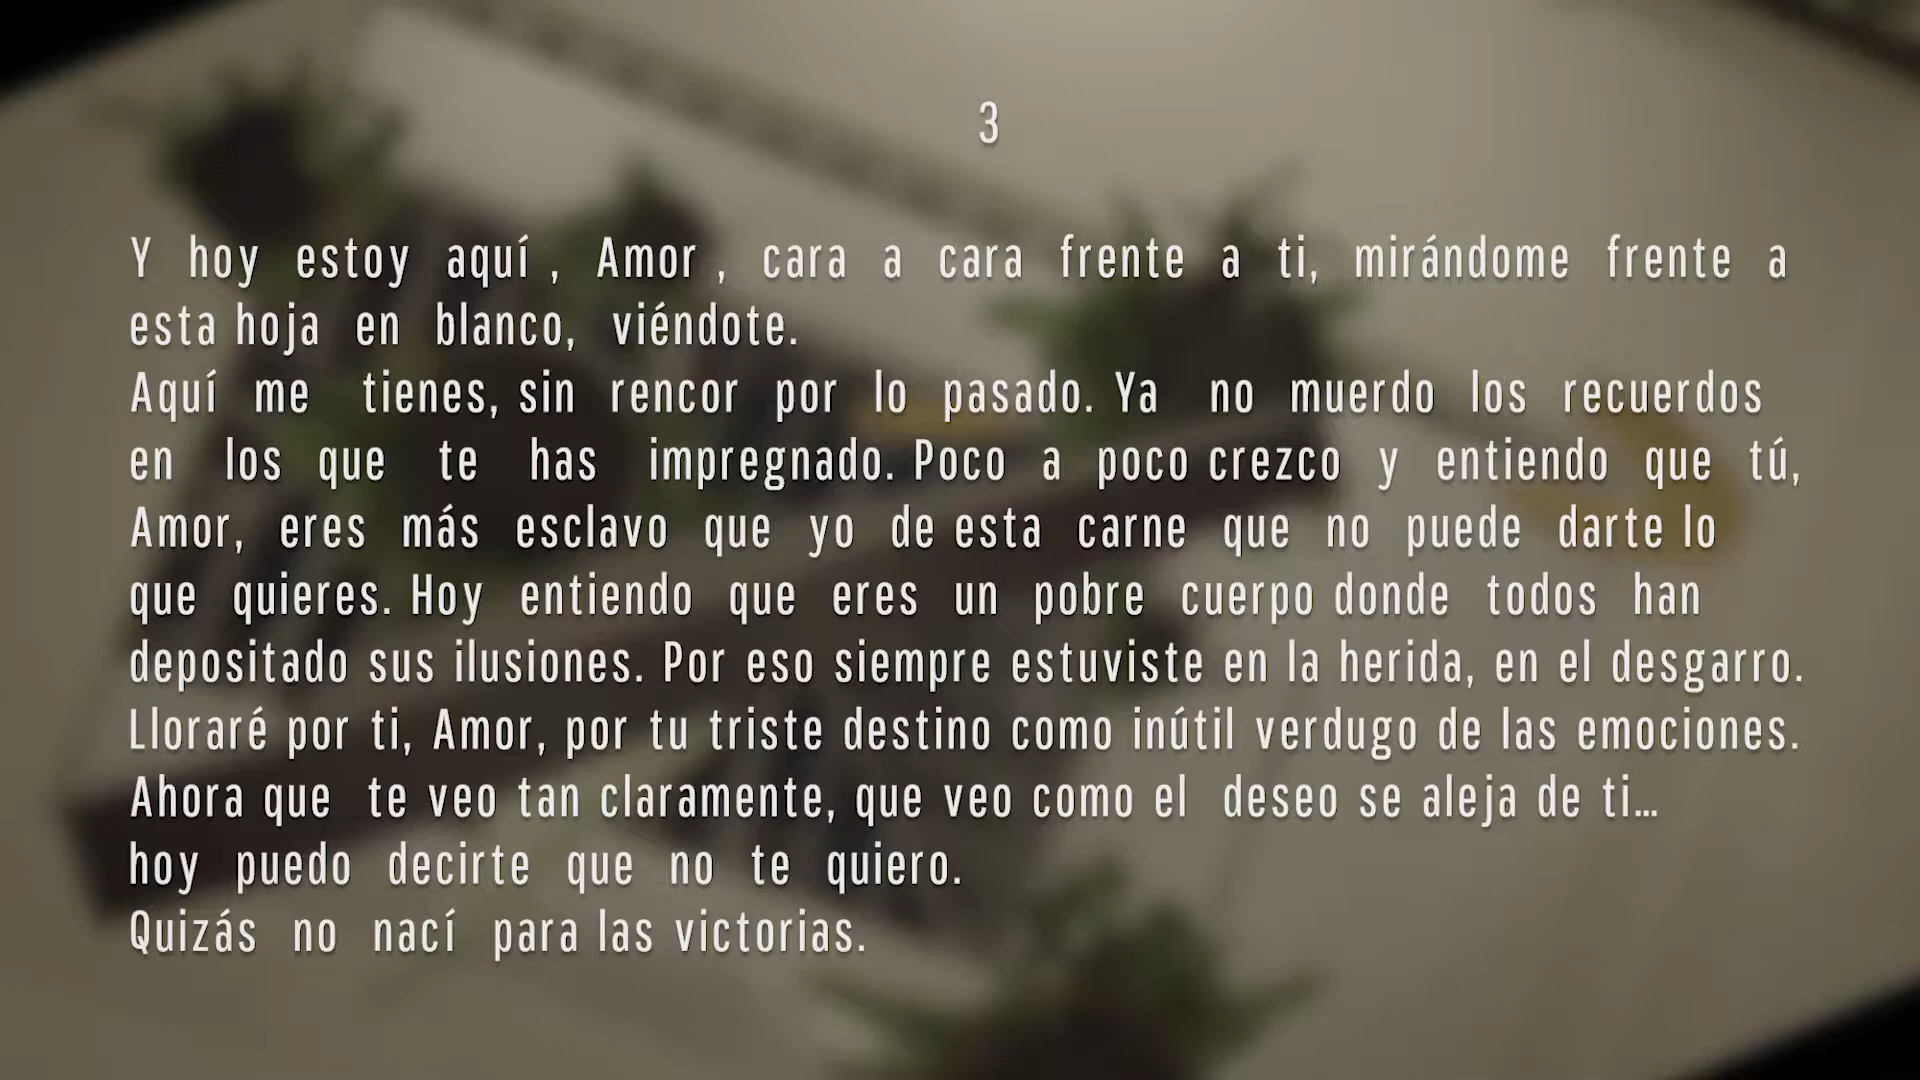 3
Y hoy estoy aquí , Amor , cara a cara frente a ti, mirándome frente a
esta hoja en blanco, viéndote.
Aquí me tienes, sin rencor por lo pasado. Ya no muerdo los recuerdos
en los que te has impregnado. Poco a poco crezco y entiendo que tú,
Amor, eres más esclavo que yo de esta carne que no puede darte lo
que quieres. Hoy entiendo que eres un pobre cuerpo donde todos han
depositado sus ilusiones. Por eso siempre estuviste en la herida, en el desgarro.
Lloraré por ti, Amor, por tu triste destino como inútil verdugo de las emociones.
Ahora que te veo tan claramente, que veo como el deseo se aleja de ti…
hoy puedo decirte que no te quiero.
Quizás no nací para las victorias.